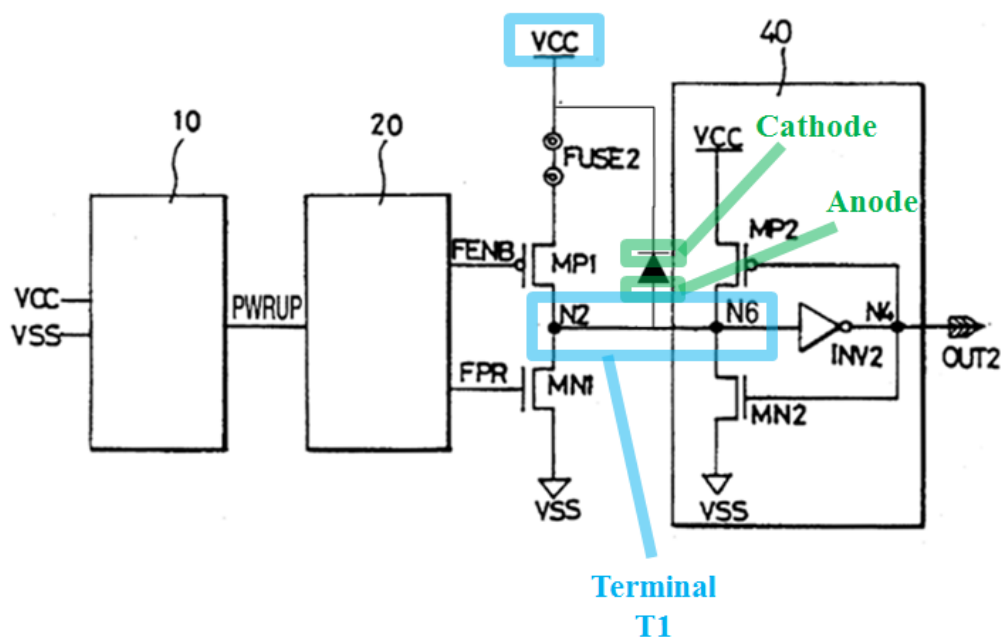 VCC
40
10
20
FUSE2
VCC
Cathode
Anode
MP2
FENB
MP1
VCC
VSS
PWRUP
N2
N6
N4
INV2
OUT2
FPR
MN1
MN2
VSS
VSS
Terminal
T1